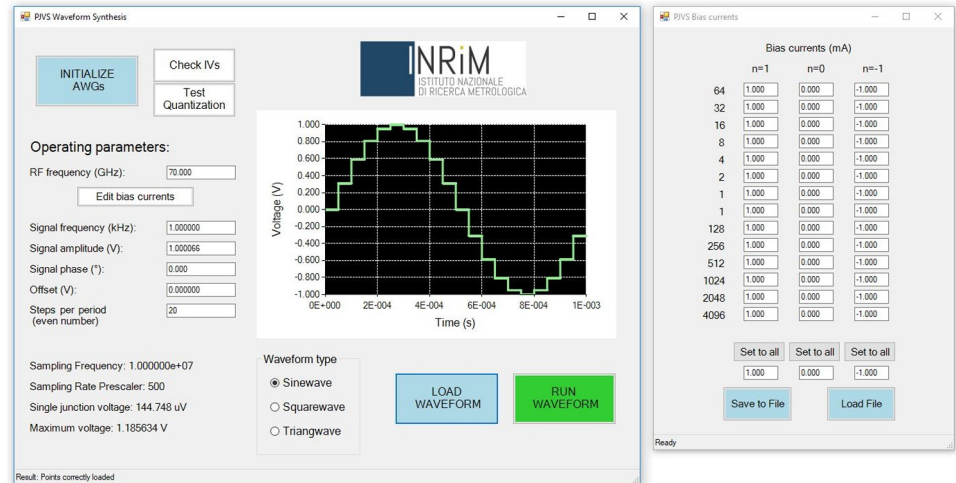 PJVS Waveform Synthesis
INITIALIZE
AWGs
Check IVs
Test
Quantization
INRiM
ISTITUTO NAZIONALE
DI RICERCA METROLOGICA
Operating parameters:
RF frequency (GHz): 70.000
Edit bias currents
Signal frequency (kHz): 1.000000
Signal amplitude (V): 1.000066
Signal phase (°): 0.000
Offset (V): 0.000000
Steps per period 20
(even number)
Sampling Frequency: 1.000000e+07
Sampling Rate Prescaler: 500
Single junction voltage: 144.748 uV
Maximum voltage: 1.185634 V
Voltage (V)
1.000
0.800
0.600
0.400
0.200
0.000
-0.200
-0.400
-0.600
-0.800
-1.000
0E+000 2E-004 4E-004 6E-004 8E-004 1E-003
Time (s)
Waveform type
Sinewave
Squarewave
Triangwave
LOAD
WAVEFORM
RUN
WAVEFORM
Result: Points correctly loaded
PJVS Bias currents
Bias currents (mA)
n=1 n=0 n=-1
64 1.000 0.000 -1.000
32 1.000 0.000 -1.000
16 1.000 0.000 -1.000
8 1.000 0.000 -1.000
4 1.000 0.000 -1.000
2 1.000 0.000 -1.000
1 1.000 0.000 -1.000
1 1.000 0.000 -1.000
128 1.000 0.000 -1.000
256 1.000 0.000 -1.000
512 1.000 0.000 -1.000
1024 1.000 0.000 -1.000
2048 1.000 0.000 -1.000
4096 1.000 0.000 -1.000
Set to all Set to all Set to all
1.000 0.000 -1.000
Save to File Load File
Ready